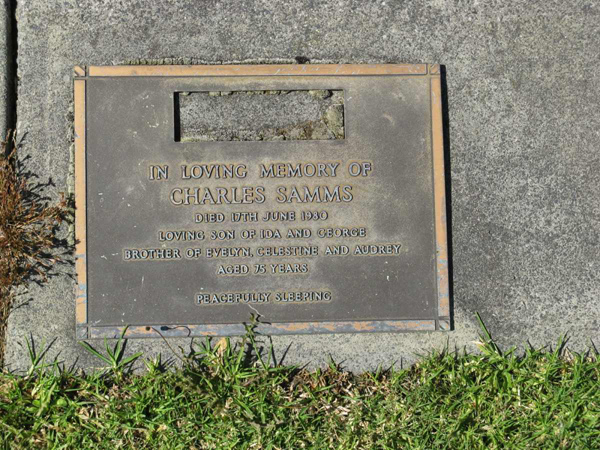 IN LOVING MEMORY OF
CHARLES SAMMS
DIED 17TH JUNE 1980
LOVING SON OF IDA AND GEORGE
BROTHER OF EVELYN, CELESTINE AND AUDREY
AGED 75 YEARS
PEACEFULLY SLEEPING